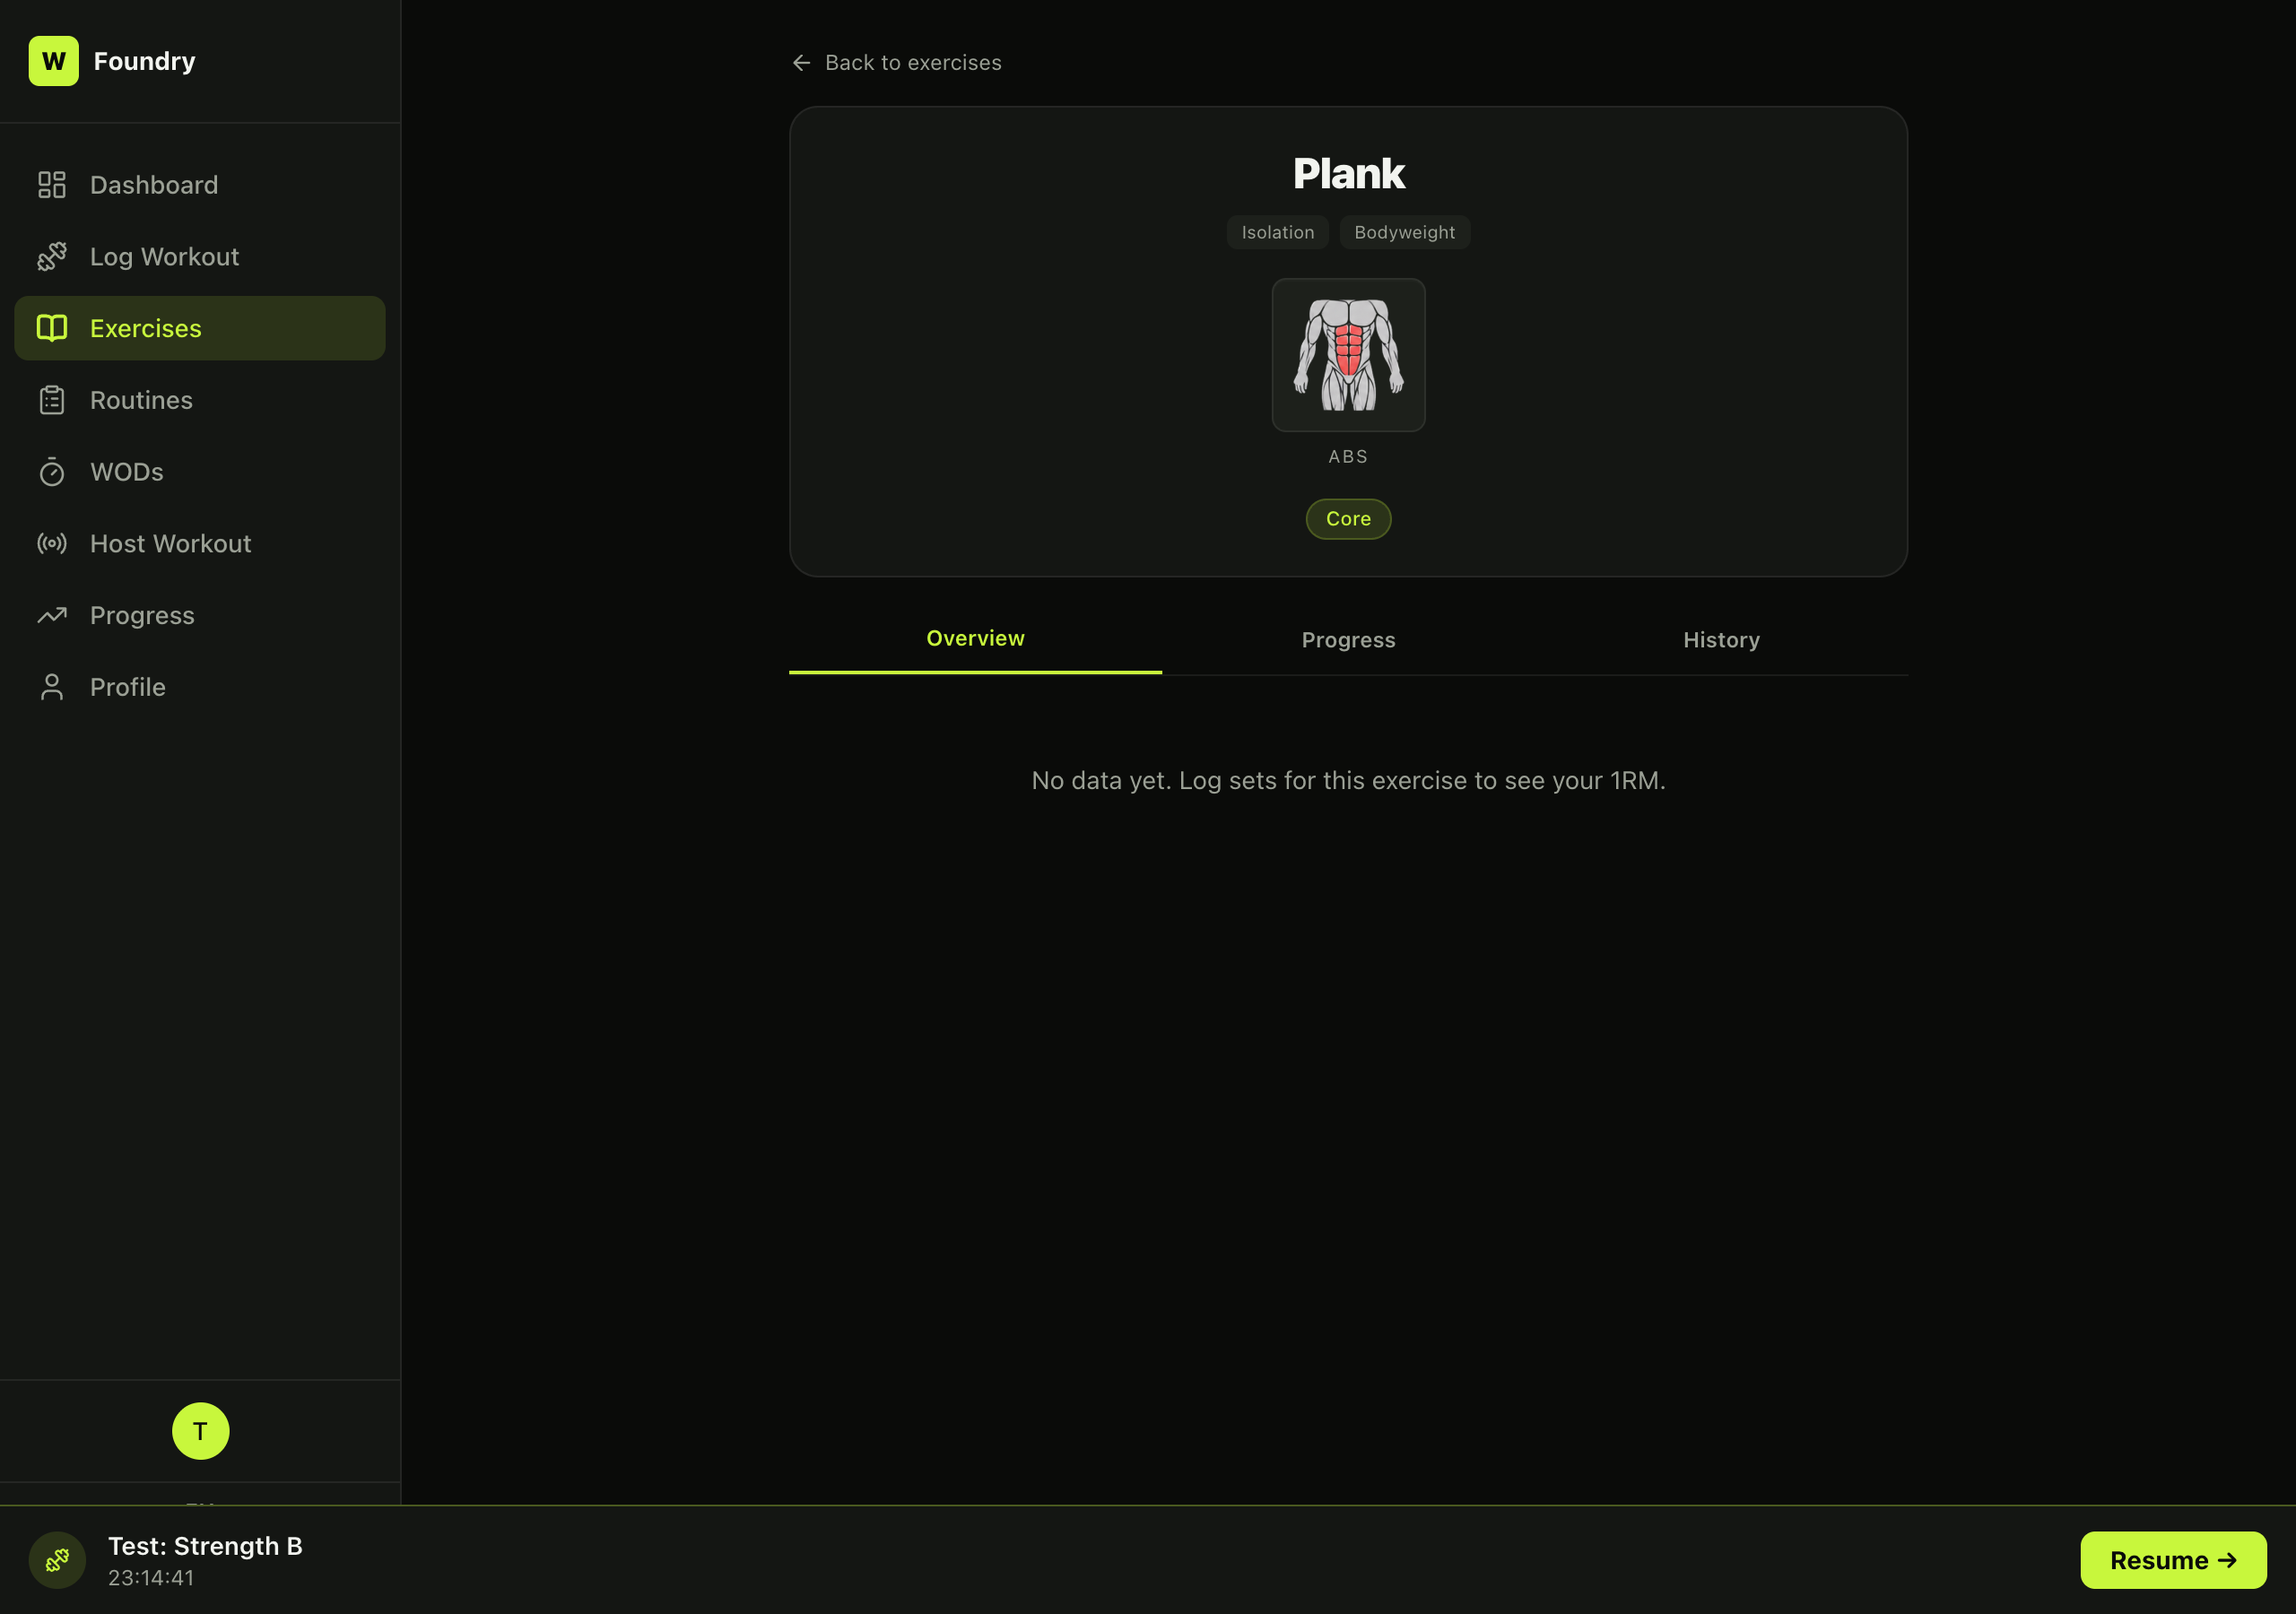 W Foundry
Dashboard
Log Workout
Exercises
Routines
WODs
Host Workout
Progress
Profile
T
Back to exercises
Plank
Isolation Bodyweight
ABS
Core
Overview Progress History
No data yet. Log sets for this exercise to see your 1RM.
Test: Strength B
23:14:41
Resume →